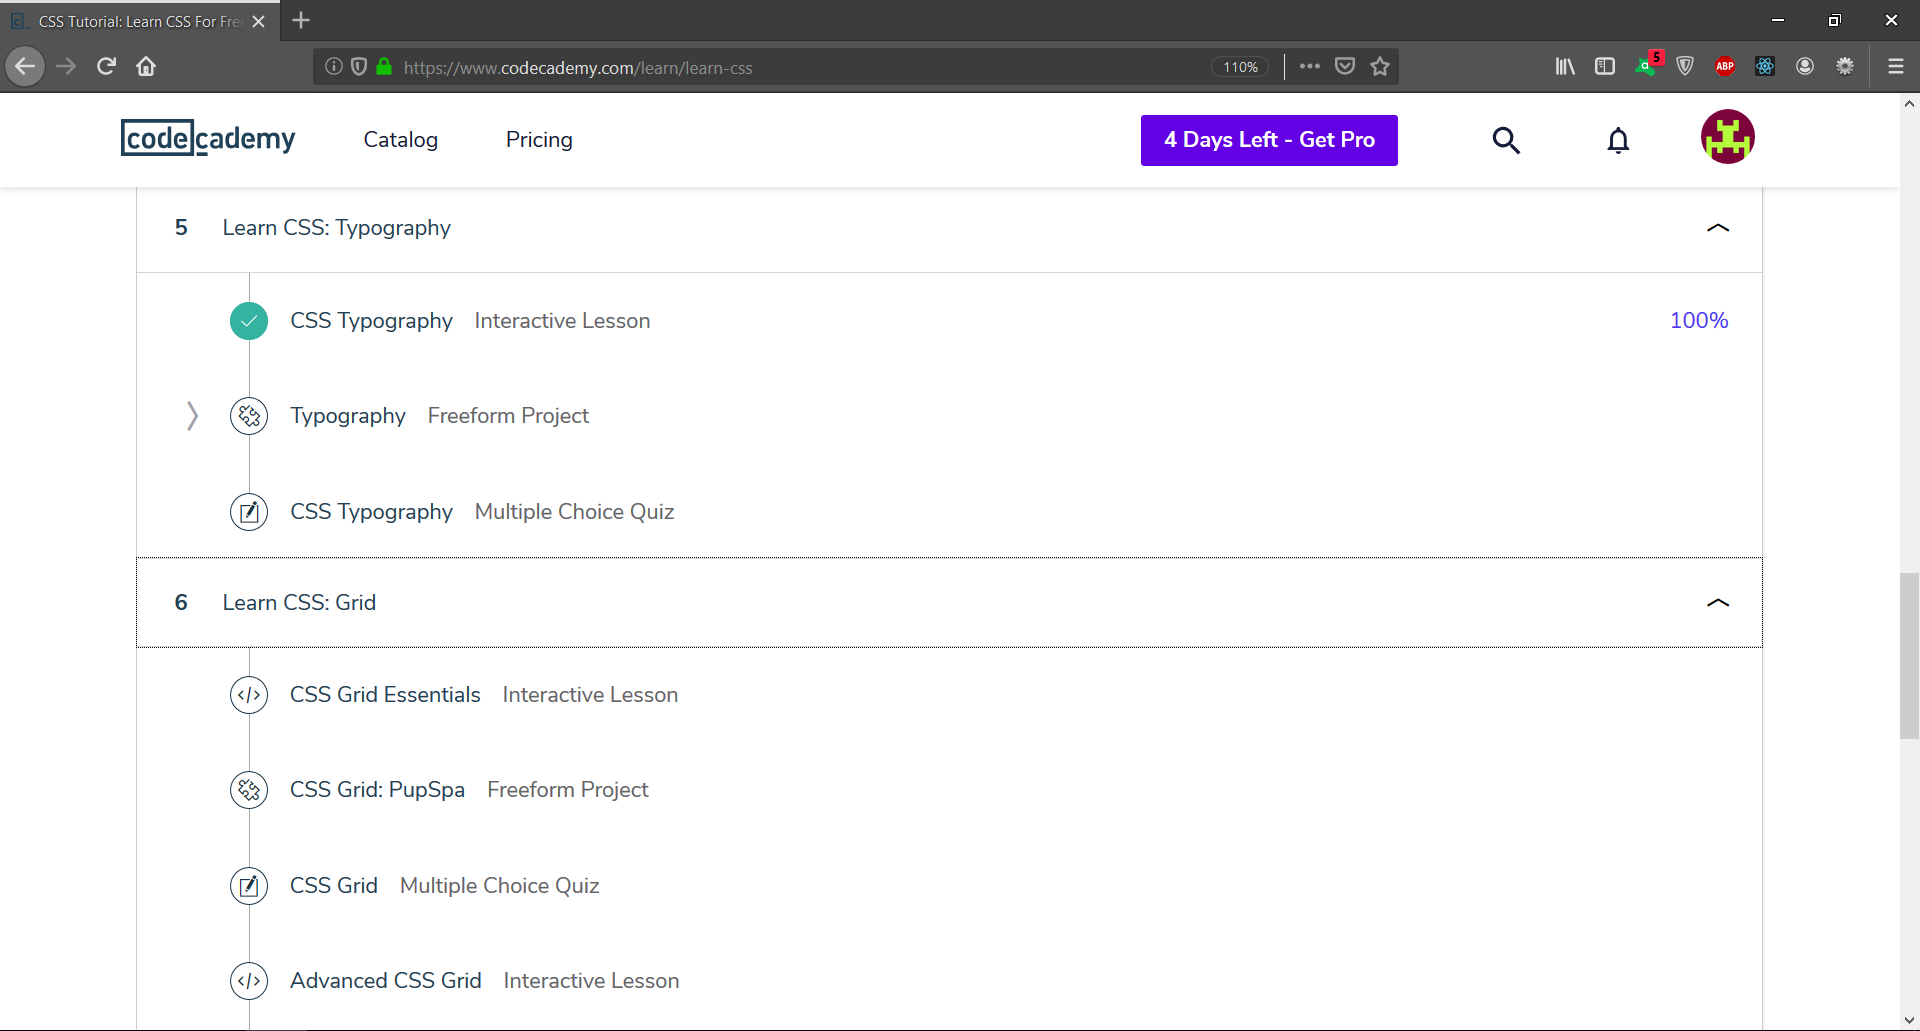 CSS Tutorial: Learn CSS For Fre
https://www.codecademy.com/learn/learn-css
110%
5
ABP
codecademy
Catalog
Pricing
4 Days Left - Get Pro
5 Learn CSS: Typography
CSS Typography Interactive Lesson 100%
Typography Freeform Project
CSS Typography Multiple Choice Quiz
6 Learn CSS: Grid
CSS Grid Essentials Interactive Lesson
CSS Grid: PupSpa Freeform Project
CSS Grid Multiple Choice Quiz
Advanced CSS Grid Interactive Lesson